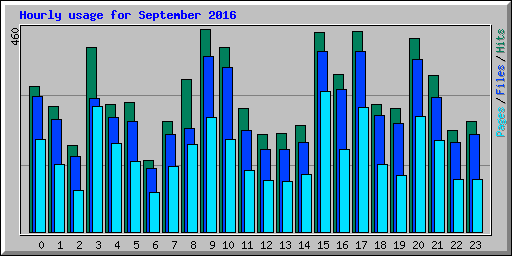 Hourly usage for September 2016
460
Pages/Files/Hits
0 1 2 3 4 5 6 7 8 9 10 11 12 13 14 15 16 17 18 19 20 21 22 23